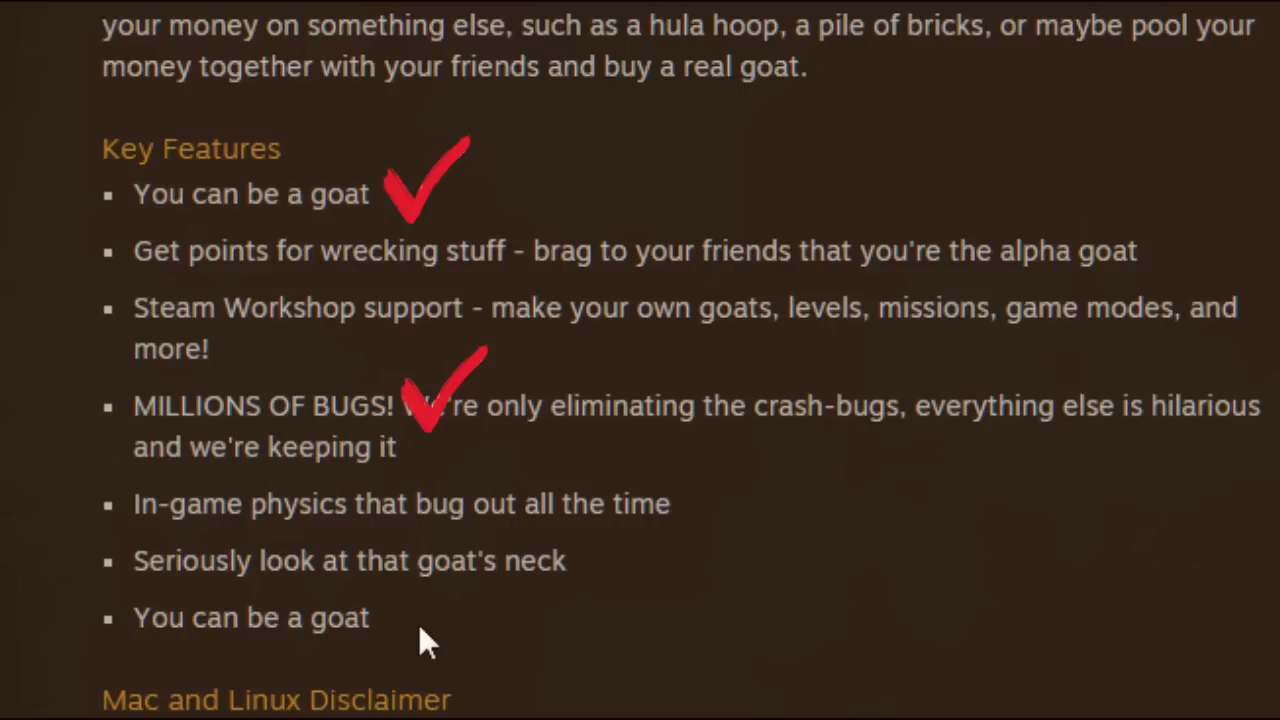 your money on something else, such as a hula hoop, a pile of bricks, or maybe pool your
money together with your friends and buy a real goat.
Key Features
▪ You can be a goat
▪ Get points for wrecking stuff - brag to your friends that you're the alpha goat
▪ Steam Workshop support - make your own goats, levels, missions, game modes, and
more!
▪ MILLIONS OF BUGS! We're only eliminating the crash-bugs, everything else is hilarious
and we're keeping it
▪ In-game physics that bug out all the time
▪ Seriously look at that goat's neck
▪ You can be a goat
Mac and Linux Disclaimer